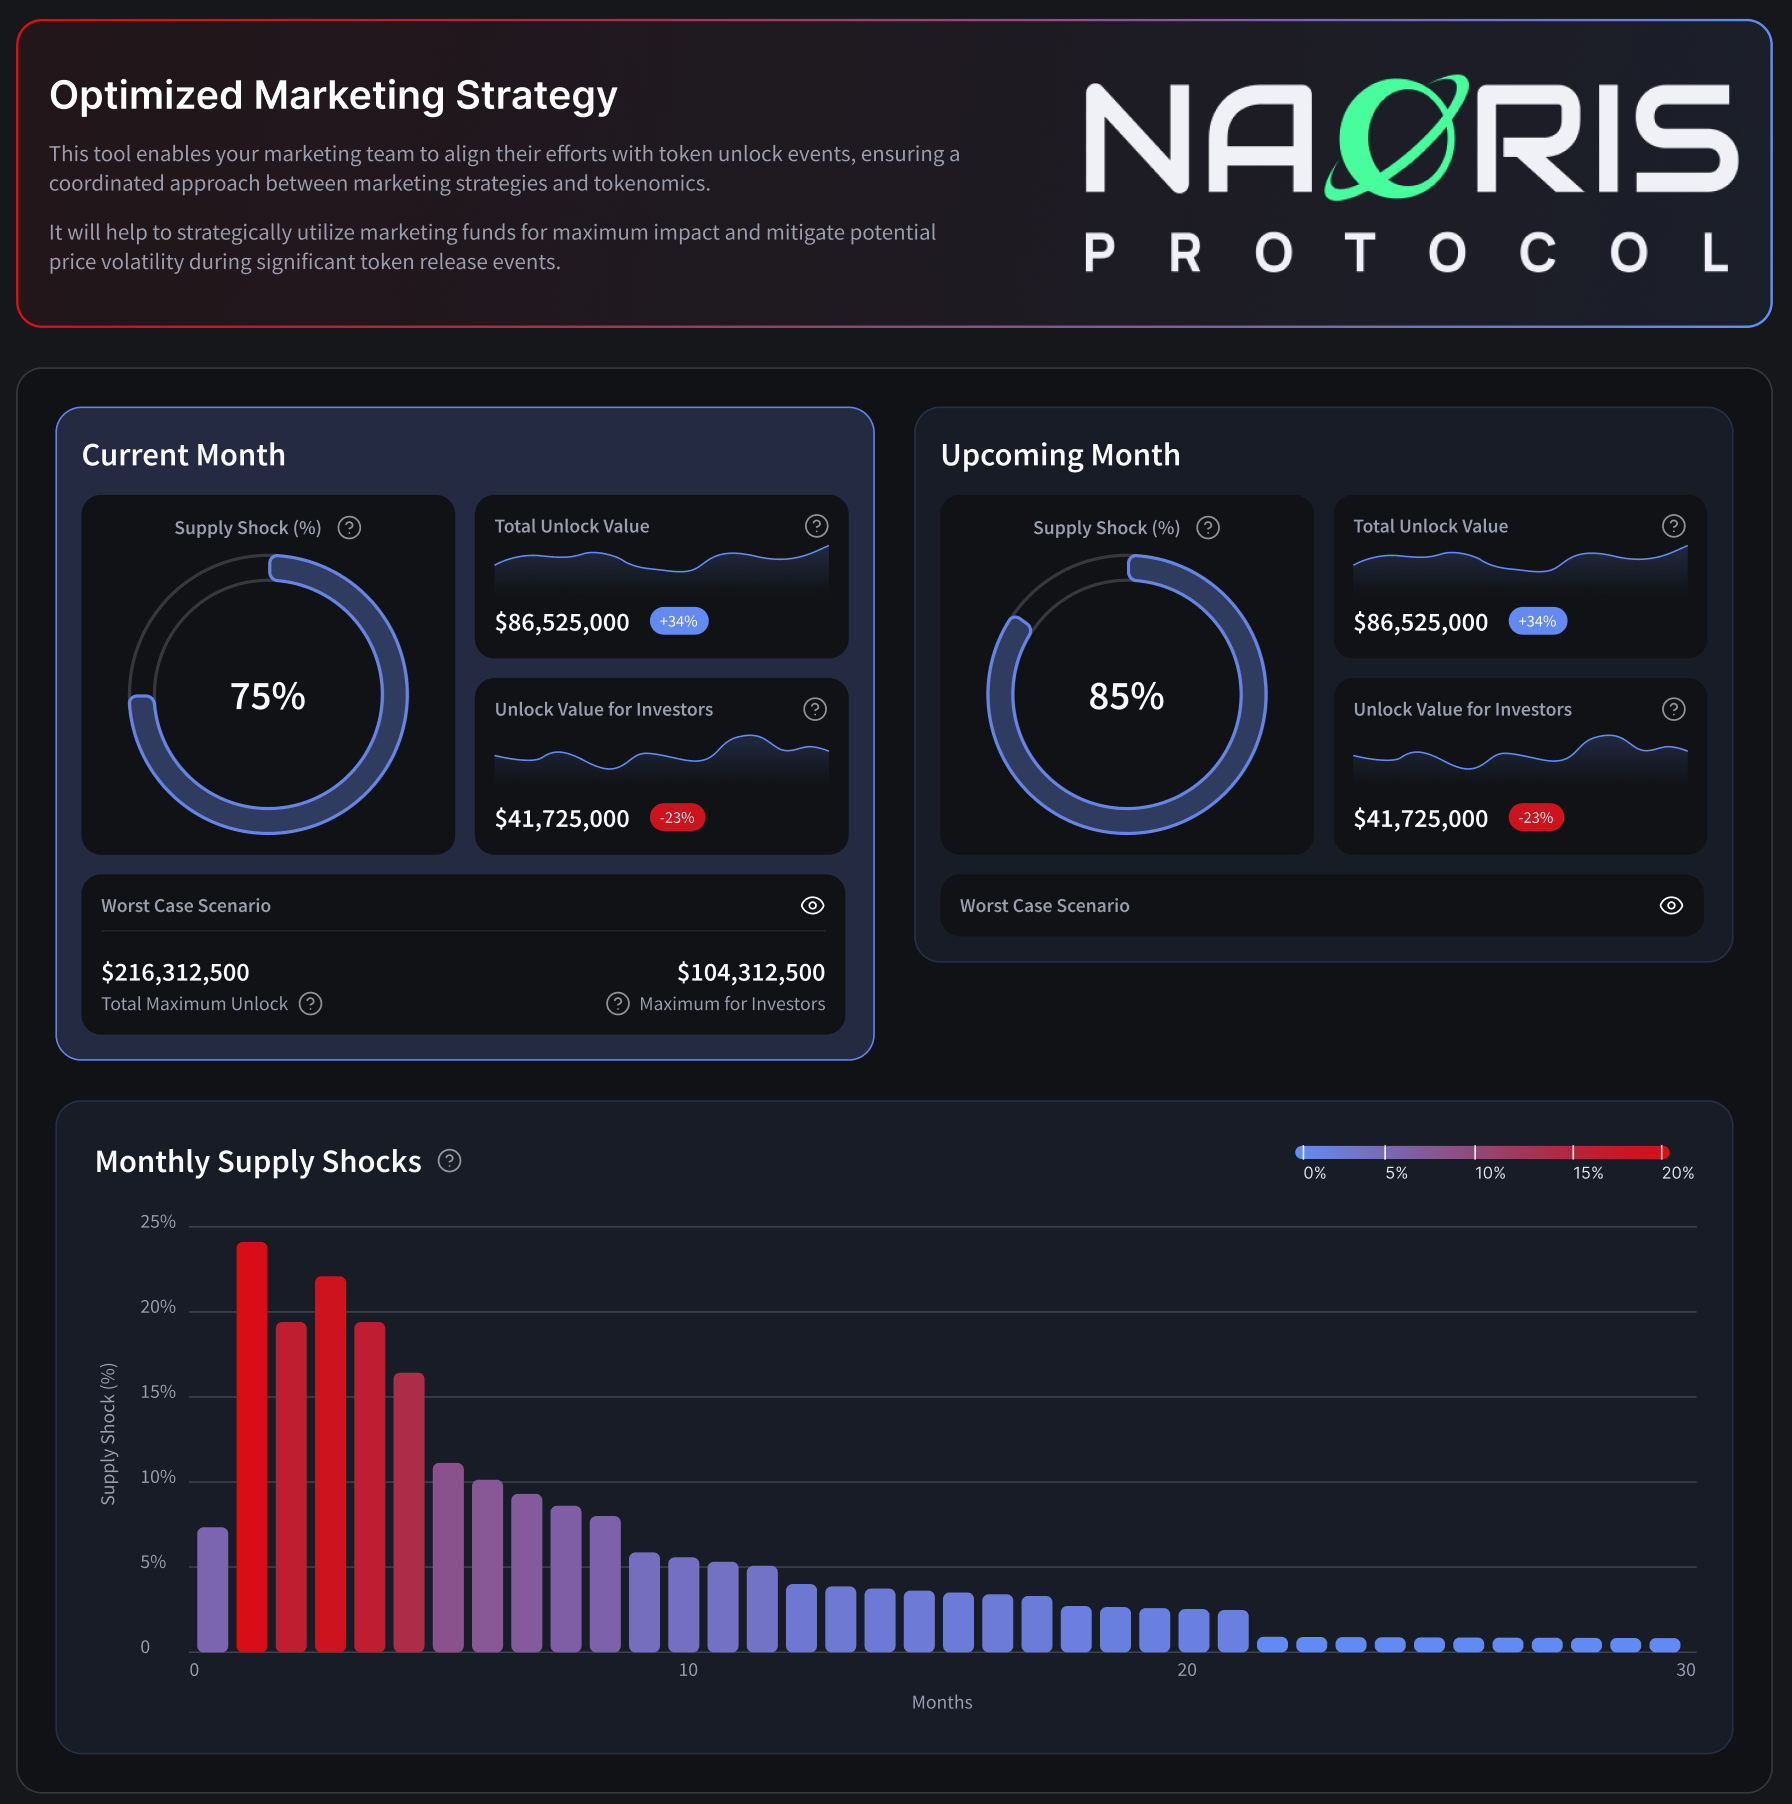 Optimized Marketing Strategy
This tool enables your marketing team to align their efforts with token unlock events, ensuring a
coordinated approach between marketing strategies and tokenomics.
It will help to strategically utilize marketing funds for maximum impact and mitigate potential
price volatility during significant token release events.
NAORIS
PROTOCOL
Current Month
Supply Shock (%)
75%
Total Unlock Value
$86,525,000 +34%
Unlock Value for Investors
$41,725,000 -23%
Worst Case Scenario
$216,312,500
Total Maximum Unlock
$104,312,500
Maximum for Investors
Upcoming Month
Supply Shock (%)
85%
Total Unlock Value
$86,525,000 +34%
Unlock Value for Investors
$41,725,000 -23%
Worst Case Scenario
Monthly Supply Shocks
0% 5% 10% 15% 20%
25%
20%
15%
10%
5%
0
Supply Shock (%)
0 10 20 30
Months